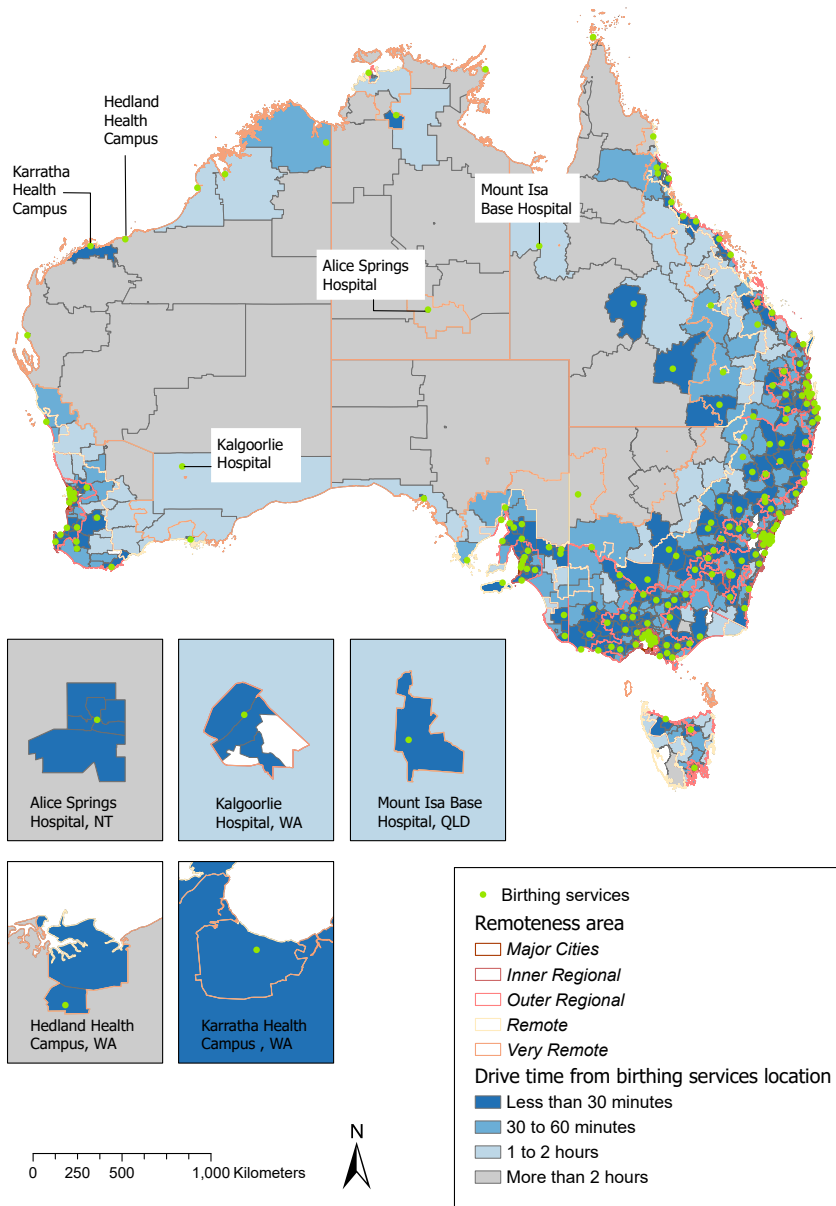 Hedland
Health
Campus
Karratha
Health
Campus
Mount Isa
Base Hospital
Alice Springs
Hospital
Kalgoorlie
Hospital
Alice Springs
Hospital, NT
Kalgoorlie
Hospital, WA
Mount Isa Base
Hospital, QLD
Hedland Health
Campus, WA
Karratha Health
Campus , WA
Birthing services
Remoteness area
Major Cities
Inner Regional
Outer Regional
Remote
Very Remote
Drive time from birthing services location
Less than 30 minutes
30 to 60 minutes
1 to 2 hours
More than 2 hours
N
0 250 500 1,000 Kilometers